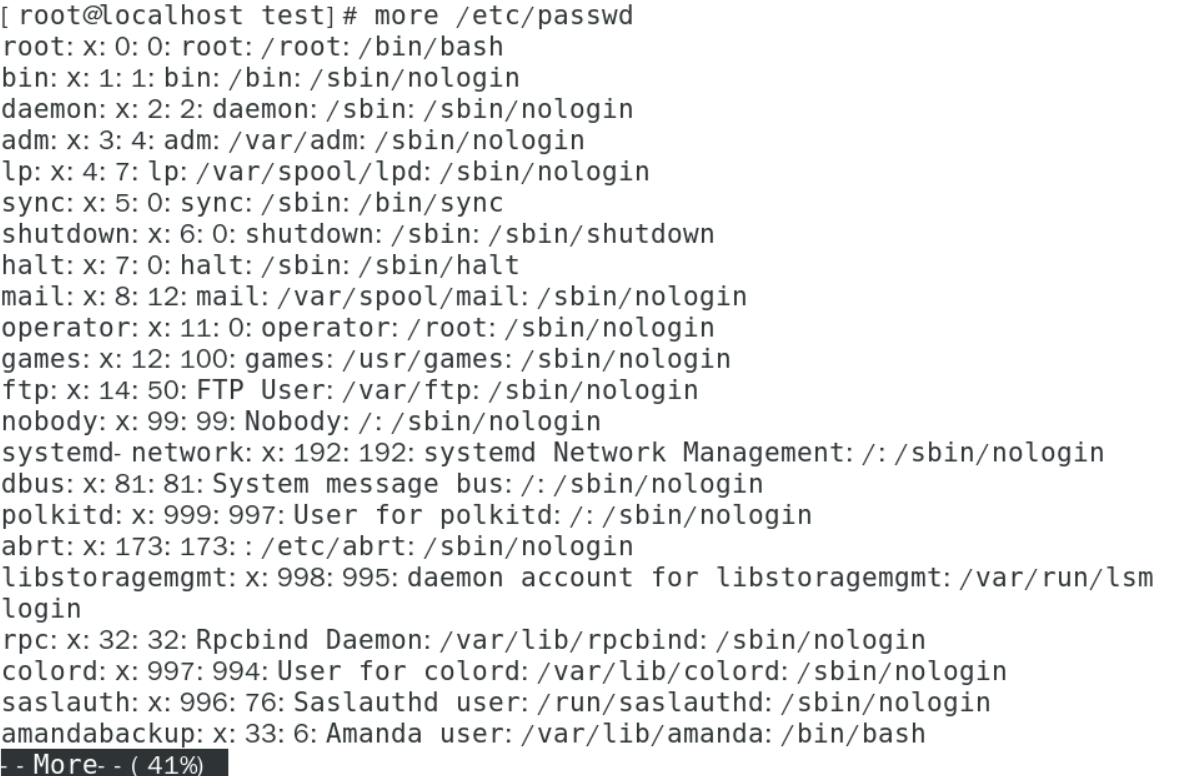 [root@localhost test]# more /etc/passwd
root:x:0:0:root:/root:/bin/bash
bin:x:1:1:bin:/bin:/sbin/nologin
daemon:x:2:2:daemon:/sbin:/sbin/nologin
adm:x:3:4:adm:/var/adm:/sbin/nologin
lp:x:4:7:lp:/var/spool/lpd:/sbin/nologin
sync:x:5:0:sync:/sbin:/bin/sync
shutdown:x:6:0:shutdown:/sbin:/sbin/shutdown
halt:x:7:0:halt:/sbin:/sbin/halt
mail:x:8:12:mail:/var/spool/mail:/sbin/nologin
operator:x:11:0:operator:/root:/sbin/nologin
games:x:12:100:games:/usr/games:/sbin/nologin
ftp:x:14:50:FTP User:/var/ftp:/sbin/nologin
nobody:x:99:99:Nobody:/:/sbin/nologin
systemd-network:x:192:192:systemd Network Management:/:/sbin/nologin
dbus:x:81:81:System message bus:/:/sbin/nologin
polkitd:x:999:997:User for polkitd:/:/sbin/nologin
abrt:x:173:173::/etc/abrt:/sbin/nologin
libstoragemgmt:x:998:995:daemon account for libstoragemgmt:/var/run/lsm
login
rpc:x:32:32:Rpcbind Daemon:/var/lib/rpcbind:/sbin/nologin
colord:x:997:994:User for colord:/var/lib/colord:/sbin/nologin
saslauth:x:996:76:Saslauthd user:/run/saslauthd:/sbin/nologin
amandabackup:x:33:6:Amanda user:/var/lib/amanda:/bin/bash
--More--(41%)